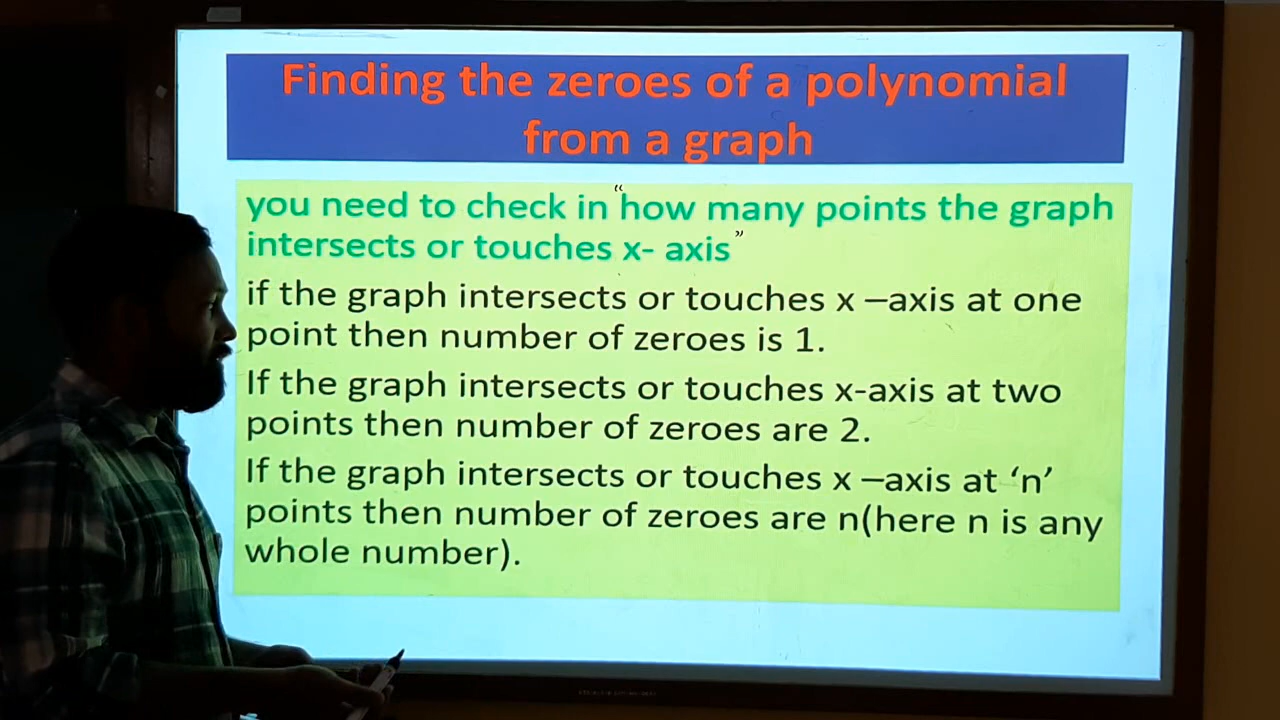 Finding the zeroes of a polynomial
from a graph
you need to check in “how many points the graph
intersects or touches x- axis”
if the graph intersects or touches x –axis at one
point then number of zeroes is 1.
If the graph intersects or touches x-axis at two
points then number of zeroes are 2.
If the graph intersects or touches x –axis at ‘n’
points then number of zeroes are n(here n is any
whole number).